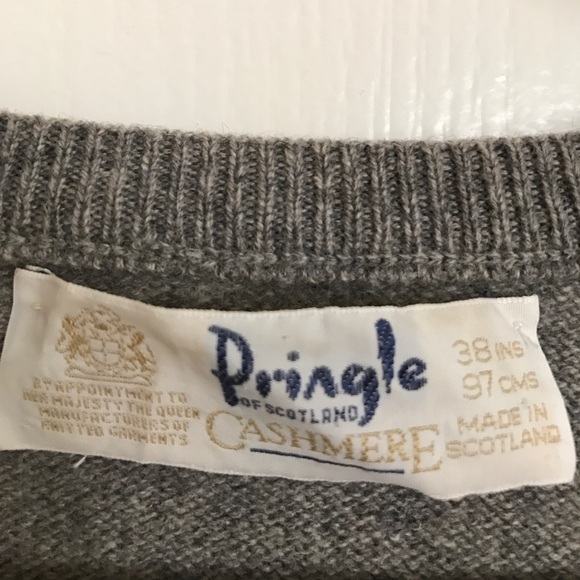 BY APPOINTMENT TO
HER MAJESTY THE QUEEN
MANUFACTURERS OF
KNITTED GARMENTS
Pringle
OF SCOTLAND
CASHMERE
38 INS
97 CMS
MADE IN
SCOTLAND